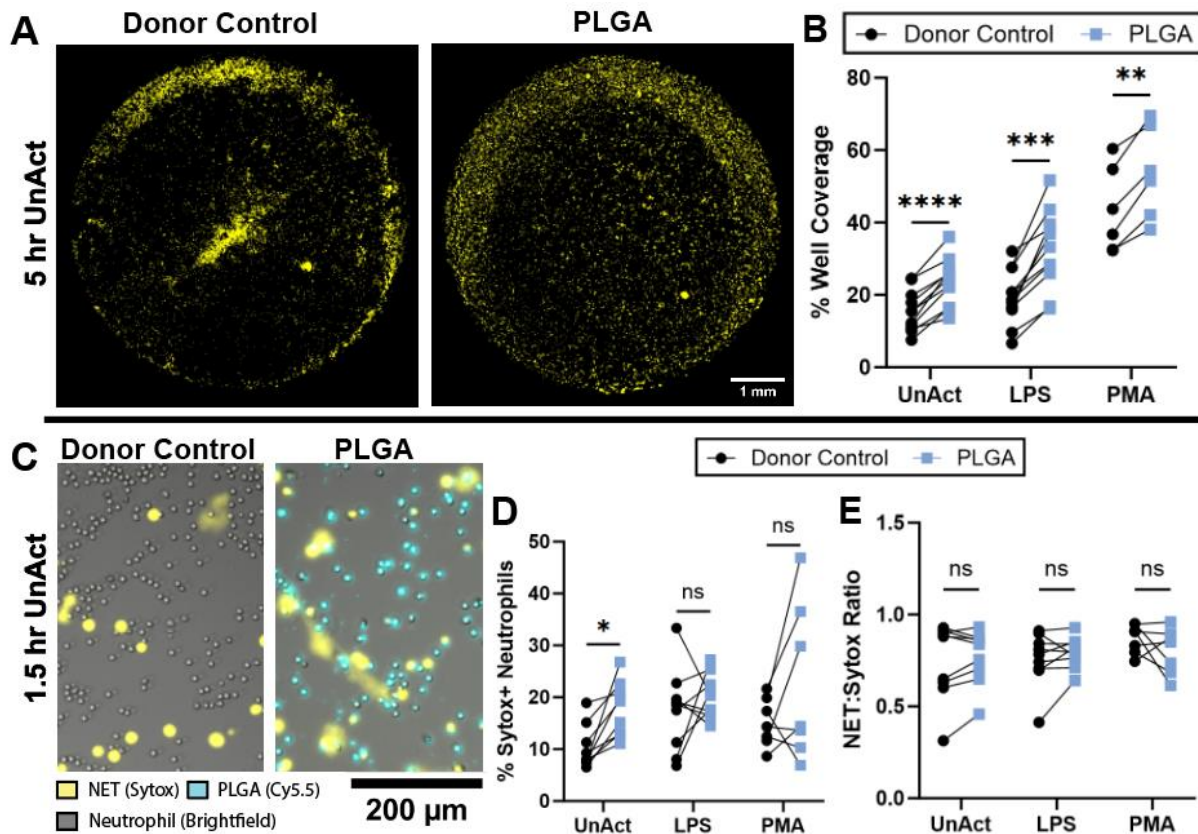 A
Donor Control
PLGA
5 hr UnAct
1 mm
B
Donor Control PLGA
% Well Coverage
80
60
40
20
0
****
***
**
UnAct LPS PMA
C
Donor Control
PLGA
1.5 hr UnAct
NET (Sytox) PLGA (Cy5.5)
Neutrophil (Brightfield)
200 µm
Donor Control PLGA
D
% Sytox+ Neutrophils
50
40
30
20
10
0
*
ns
ns
UnAct LPS PMA
E
NET:Sytox Ratio
1.5
1.0
0.5
0.0
ns
ns
ns
UnAct LPS PMA